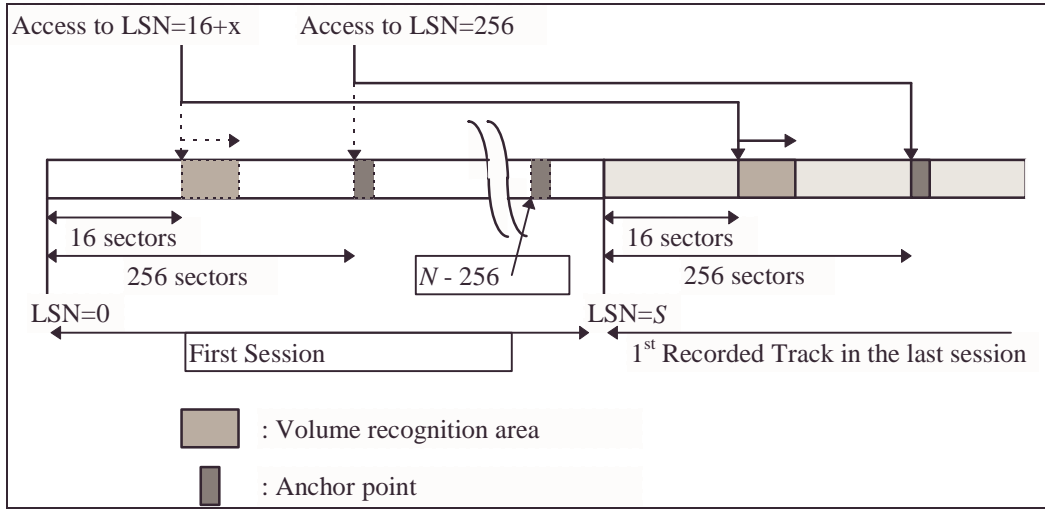 Access to LSN=16+x Access to LSN=256
16 sectors 16 sectors
256 sectors N - 256 256 sectors
LSN=0 LSN=S
First Session 1st Recorded Track in the last session
: Volume recognition area
: Anchor point